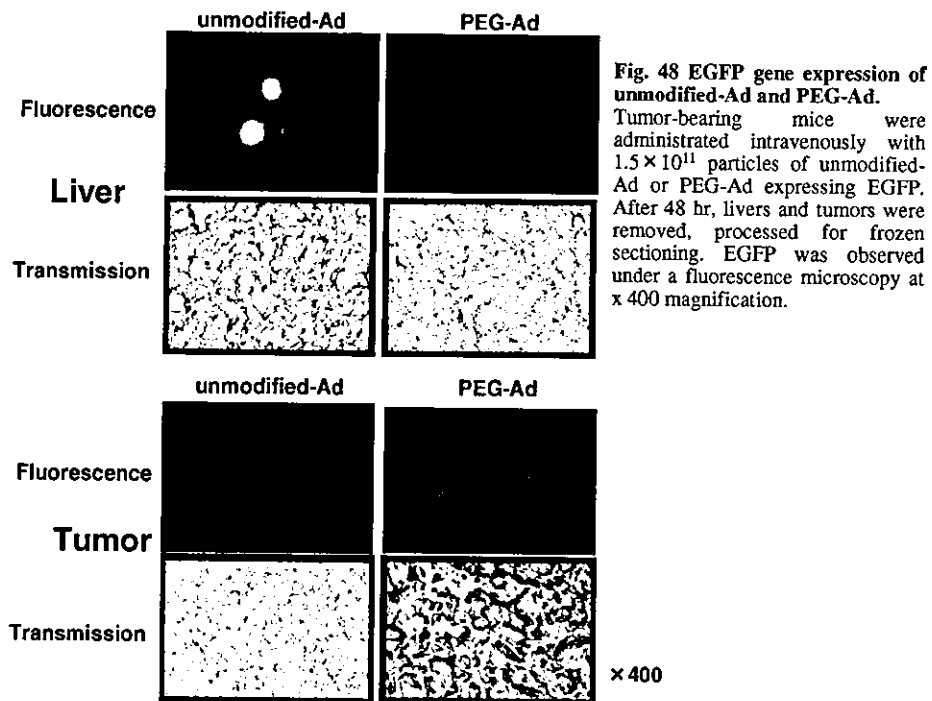 unmodified-Ad PEG-Ad
Fluorescence
Liver
Transmission
Fig. 48 EGFP gene expression of
unmodified-Ad and PEG-Ad.
Tumor-bearing mice were
administrated intravenously with
1.5 × 10¹¹ particles of unmodified-
Ad or PEG-Ad expressing EGFP.
After 48 hr, livers and tumors were
removed, processed for frozen
sectioning. EGFP was observed
under a fluorescence microscopy at
x 400 magnification.
unmodified-Ad PEG-Ad
Fluorescence
Tumor
Transmission
×400